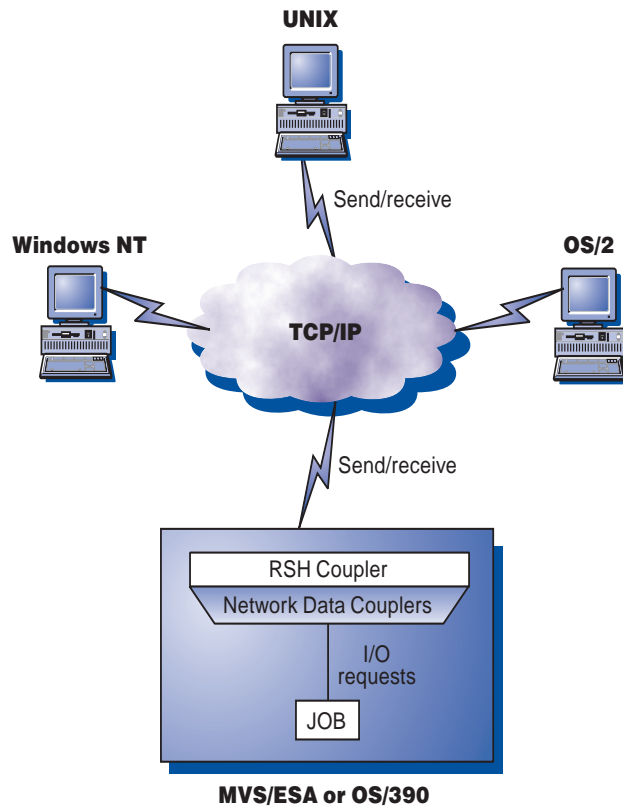 UNIX
Send/receive
Windows NT
OS/2
TCP/IP
Send/receive
RSH Coupler
Network Data Couplers
I/O
requests
JOB
MVS/ESA or OS/390